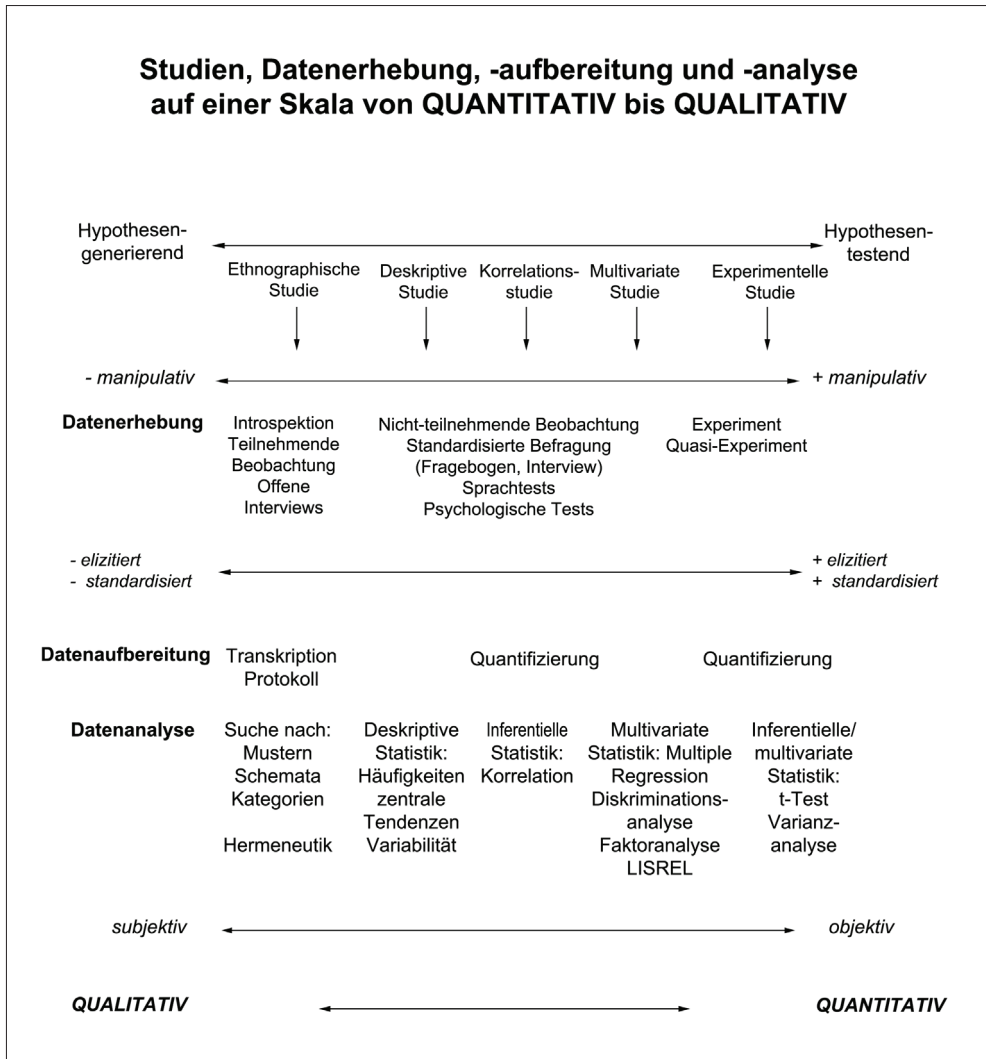 Studien, Datenerhebung, -aufbereitung und -analyse
auf einer Skala von QUANTITATIV bis QUALITATIV
Hypothesen-
generierend
Hypothesen-
testend
Ethnographische
Studie
Deskriptive
Studie
Korrelations-
studie
Multivariate
Studie
Experimentelle
Studie
- manipulativ
+ manipulativ
Datenerhebung
Introspektion
Teilnehmende
Beobachtung
Offene
Interviews
Nicht-teilnehmende Beobachtung
Standardisierte Befragung
(Fragebogen, Interview)
Sprachtests
Psychologische Tests
Experiment
Quasi-Experiment
- elizitiert
- standardisiert
+ elizitiert
+ standardisiert
Datenaufbereitung
Transkription
Protokoll
Quantifizierung
Quantifizierung
Datenanalyse
Suche nach:
Mustern
Schemata
Kategorien
Hermeneutik
Deskriptive
Statistik:
Häufigkeiten
zentrale
Tendenzen
Variabilität
Inferentielle
Statistik:
Korrelation
Multivariate
Statistik: Multiple
Regression
Diskriminations-
analyse
Faktoranalyse
LISREL
Inferentielle/
multivariate
Statistik:
t-Test
Varianz-
analyse
subjektiv
objektiv
QUALITATIV
QUANTITATIV